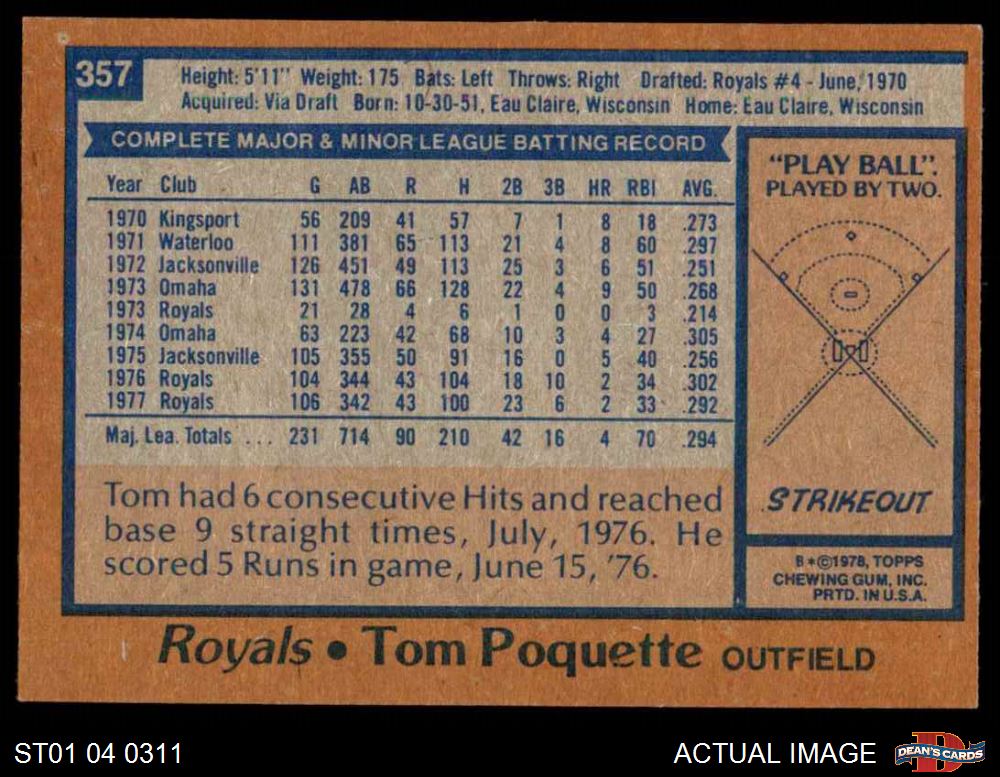 357
Height: 5'11" Weight: 175 Bats: Left Throws: Right Drafted: Royals #4 - June, 1970
Acquired: Via Draft Born: 10-30-51, Eau Claire, Wisconsin Home: Eau Claire, Wisconsin
COMPLETE MAJOR & MINOR LEAGUE BATTING RECORD
Year Club G AB R H 2B 3B HR RBI AVG.
1970 Kingsport 56 209 41 57 7 1 8 18 .273
1971 Waterloo 111 381 65 113 21 4 8 60 .297
1972 Jacksonville 126 451 49 113 25 3 6 51 .251
1973 Omaha 131 478 66 128 22 4 9 50 .268
1973 Royals 21 28 4 6 1 0 0 3 .214
1974 Omaha 63 223 42 68 10 3 4 27 .305
1975 Jacksonville 105 355 50 91 16 0 5 40 .256
1976 Royals 104 344 43 104 18 10 2 34 .302
1977 Royals 106 342 43 100 23 6 2 33 .292
Maj. Lea. Totals ... 231 714 90 210 42 16 4 70 .294
Tom had 6 consecutive Hits and reached
base 9 straight times, July, 1976. He
scored 5 Runs in game, June 15, '76.
"PLAY BALL".
PLAYED BY TWO.
STRIKEOUT
B*©1978, TOPPS
CHEWING GUM, INC.
PRTD. IN U.S.A.
Royals • Tom Poquette OUTFIELD
ST01 04 0311
ACTUAL IMAGE
D
DEAN'S CARDS